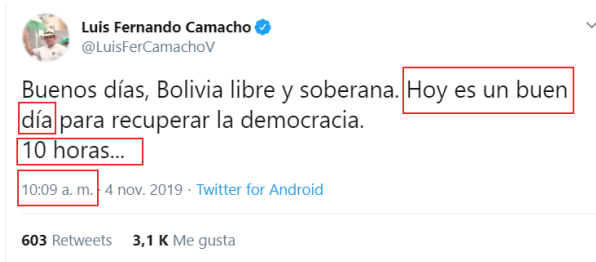 Luis Fernando Camacho
@LuisFerCamachoV
Buenos días, Bolivia libre y soberana. Hoy es un buen
día para recuperar la democracia.
10 horas...
10:09 a. m. · 4 nov. 2019 · Twitter for Android
603 Retweets 3,1 K Me gusta